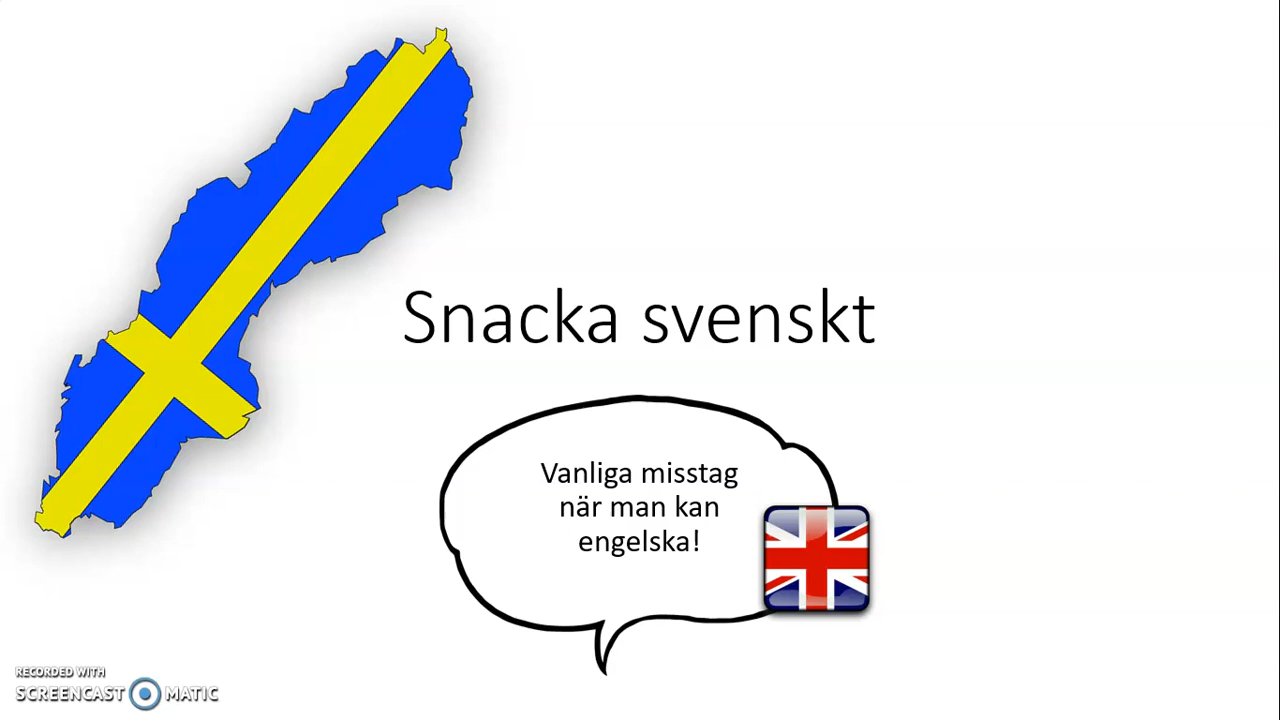 Snacka svenskt
Vanliga misstag
när man kan
engelska!
RECORDED WITH
SCREENCAST MATIC